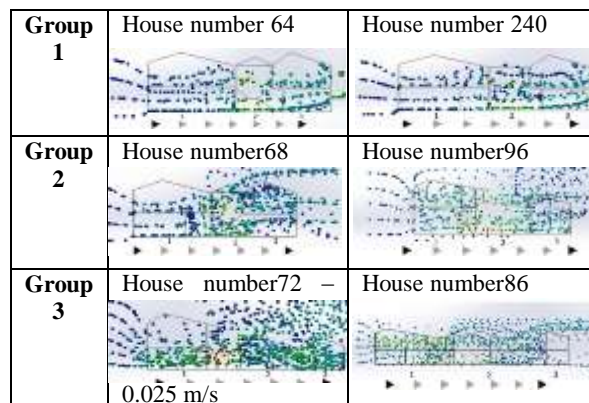 Group 1
House number 64
House number 240
Group 2
House number68
House number96
Group 3
House number72 –
0.025 m/s
House number86